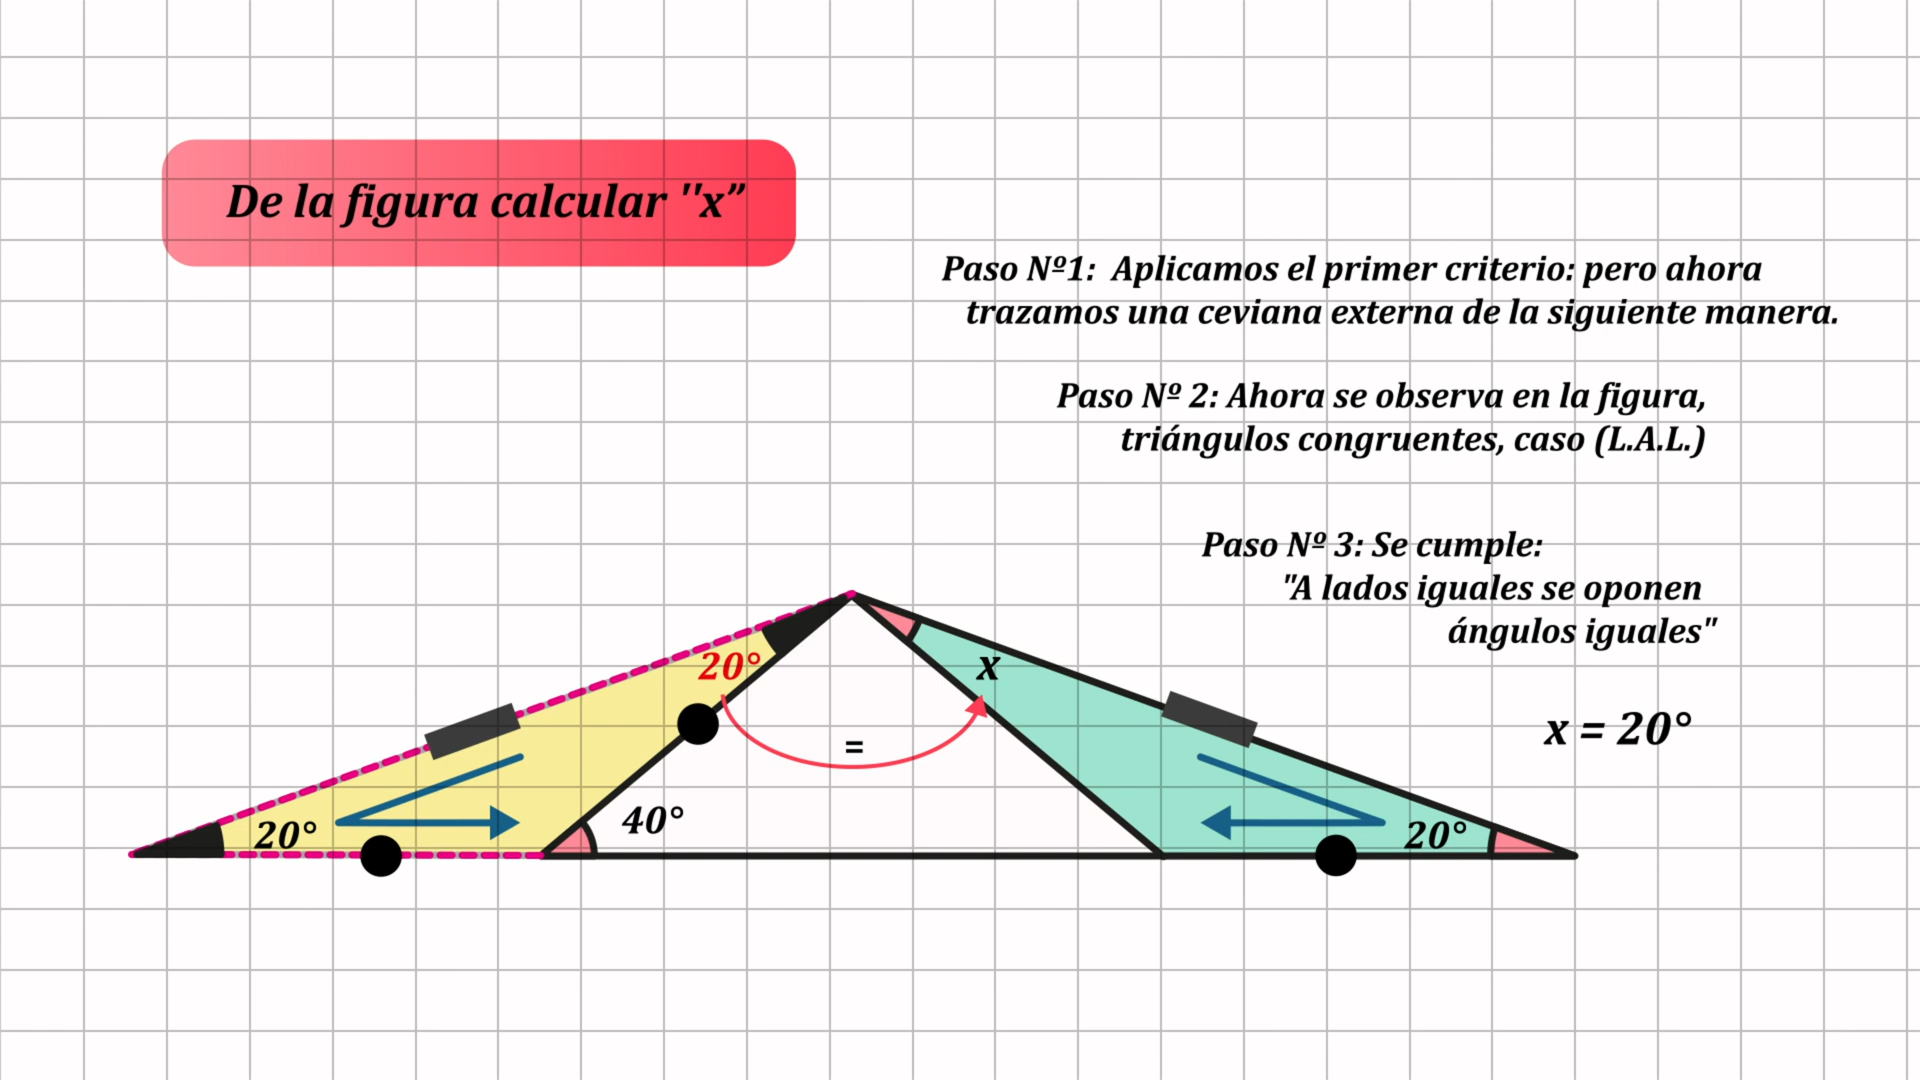 De la figura calcular "x”
Paso Nº1: Aplicamos el primer criterio: pero ahora
trazamos una ceviana externa de la siguiente manera.
Paso Nº 2: Ahora se observa en la figura,
triángulos congruentes, caso (L.A.L.)
Paso Nº 3: Se cumple:
"A lados iguales se oponen
ángulos iguales"
20°
x
x = 20°
=
20°
40°
20°